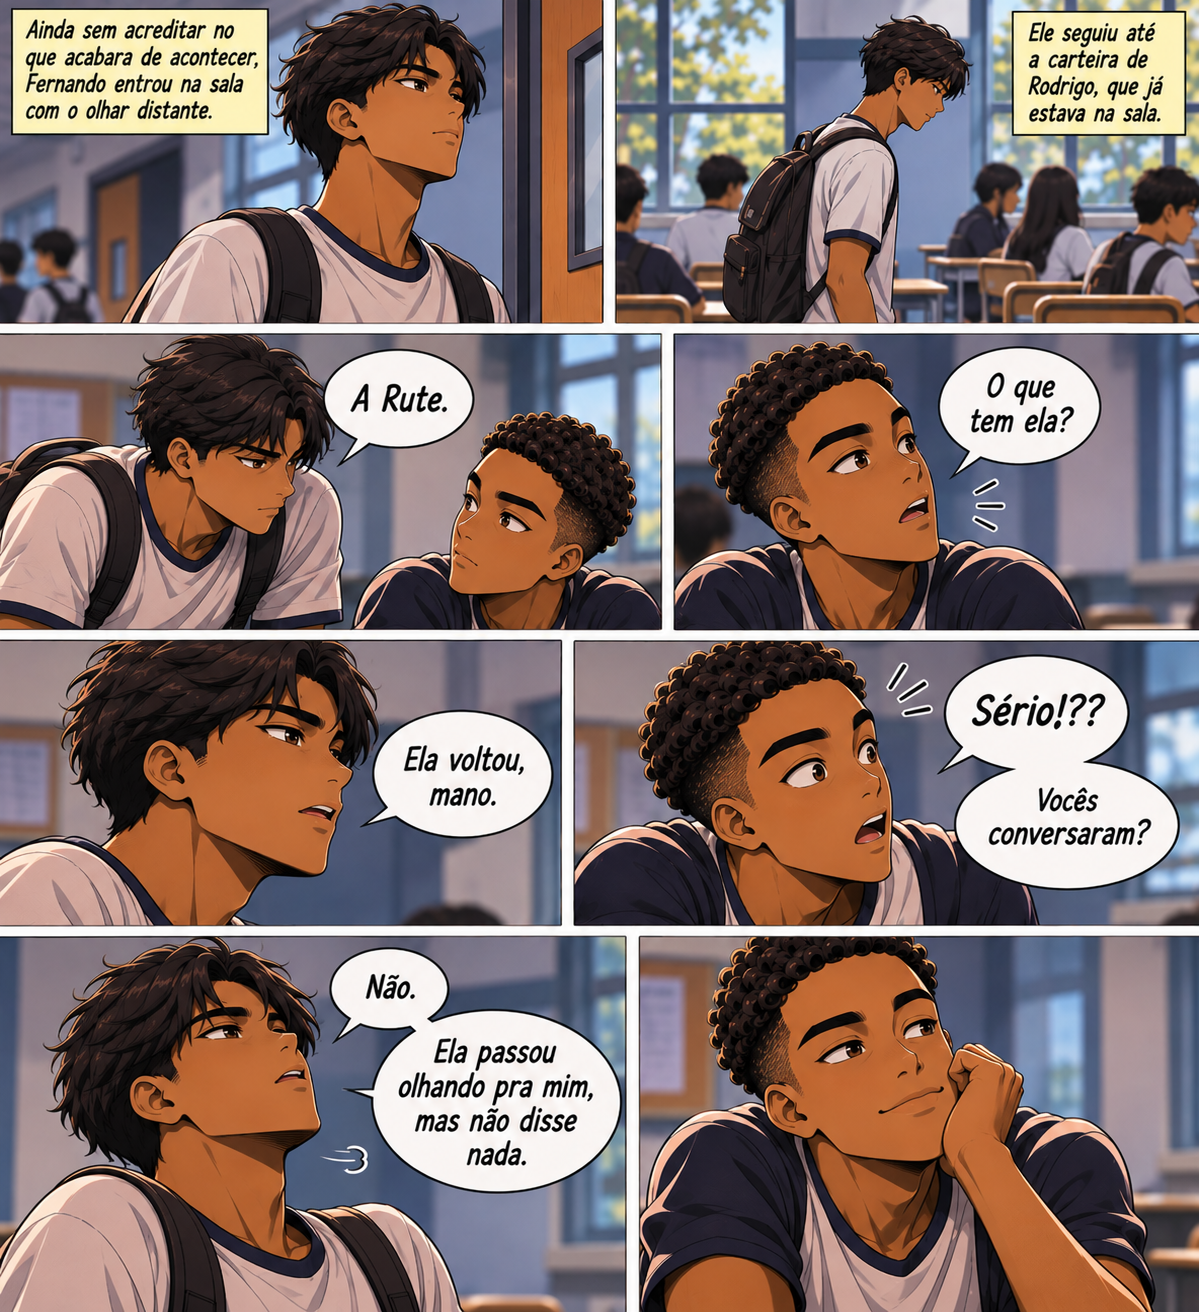 Ainda sem acreditar no
que acabara de acontecer,
Fernando entrou na sala
com o olhar distante.
Ele seguiu até
a carteira de
Rodrigo, que já
estava na sala.
A Rute.
O que
tem ela?
Ela voltou,
mano.
Sério!??
Vocês
conversaram?
Não.
Ela passou
olhando pra mim,
mas não disse
nada.